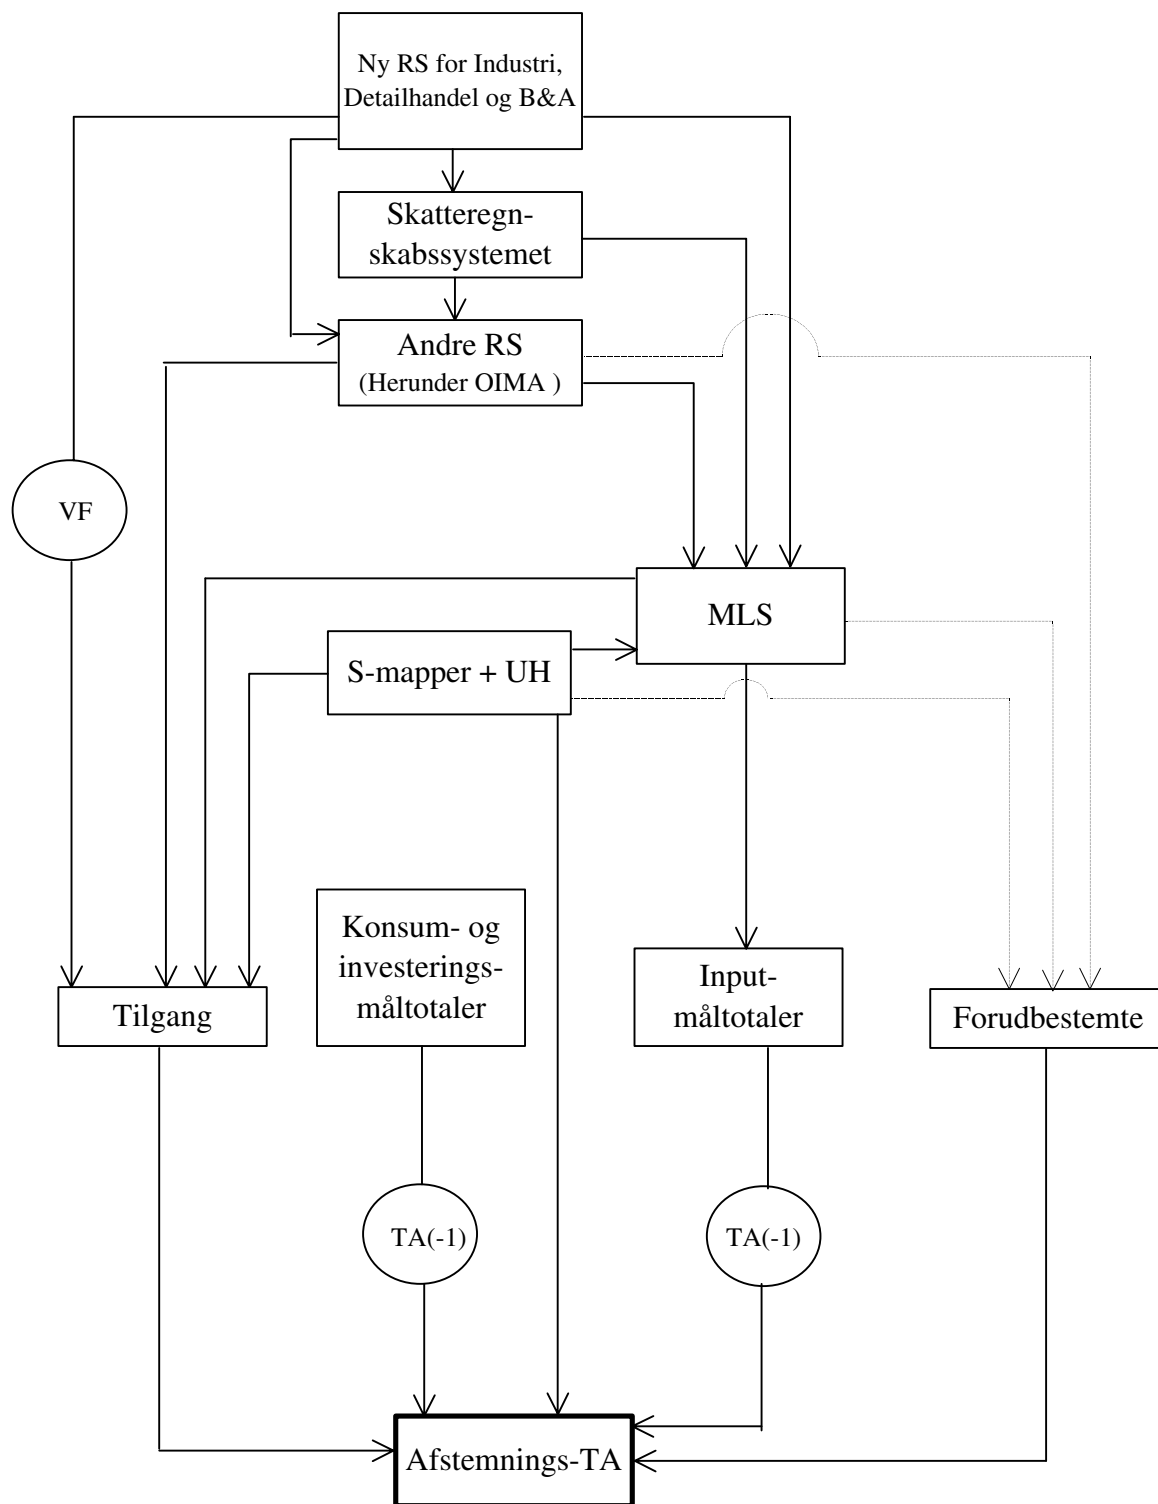 Ny RS for Industri,
Detailhandel og B&A
Skatteregn-
skabssystemet
Andre RS
(Herunder OIMA )
VF
MLS
S-mapper + UH
Konsum- og
investerings-
måltotaler
Input-
måltotaler
Tilgang
Forudbestemte
TA(-1)
TA(-1)
Afstemnings-TA